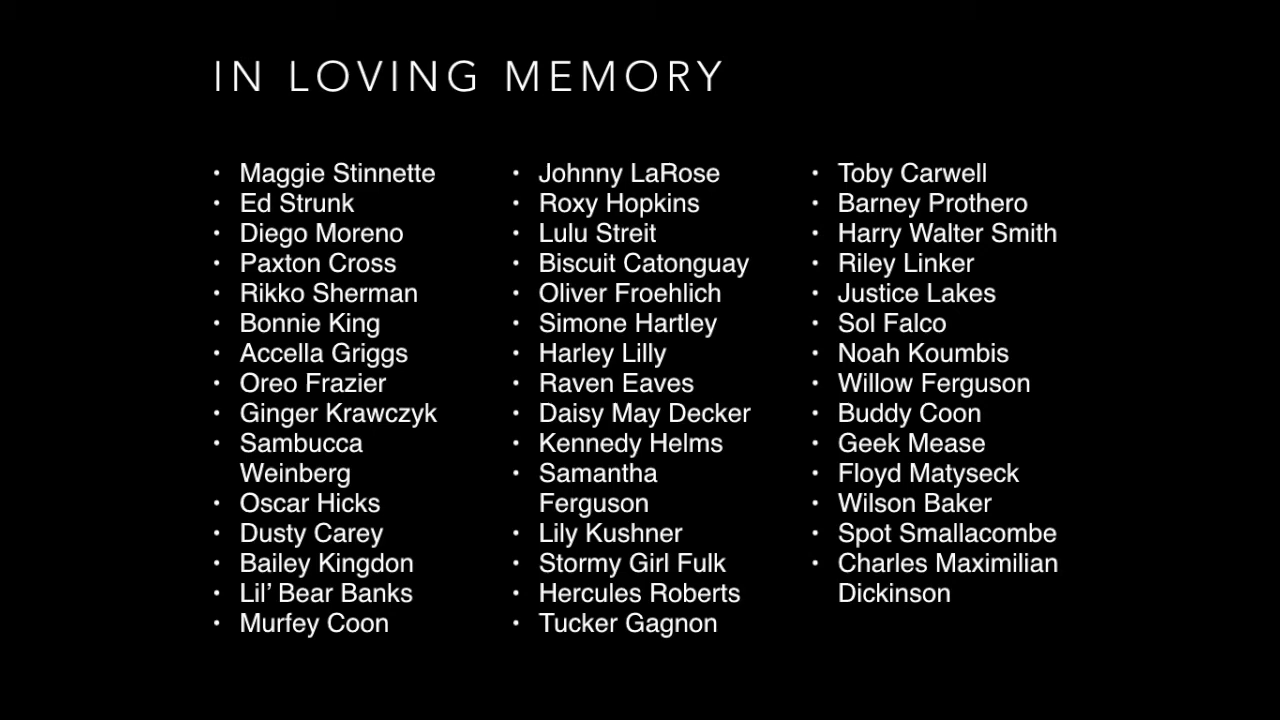 IN LOVING MEMORY
• Maggie Stinnette
• Ed Strunk
• Diego Moreno
• Paxton Cross
• Rikko Sherman
• Bonnie King
• Accella Griggs
• Oreo Frazier
• Ginger Krawczyk
• Sambucca
Weinberg
• Oscar Hicks
• Dusty Carey
• Bailey Kingdon
• Lil’ Bear Banks
• Murfey Coon
• Johnny LaRose
• Roxy Hopkins
• Lulu Streit
• Biscuit Catonguay
• Oliver Froehlich
• Simone Hartley
• Harley Lilly
• Raven Eaves
• Daisy May Decker
• Kennedy Helms
• Samantha
Ferguson
• Lily Kushner
• Stormy Girl Fulk
• Hercules Roberts
• Tucker Gagnon
• Toby Carwell
• Barney Prothero
• Harry Walter Smith
• Riley Linker
• Justice Lakes
• Sol Falco
• Noah Koumbis
• Willow Ferguson
• Buddy Coon
• Geek Mease
• Floyd Matyseck
• Wilson Baker
• Spot Smallacombe
• Charles Maximilian
Dickinson